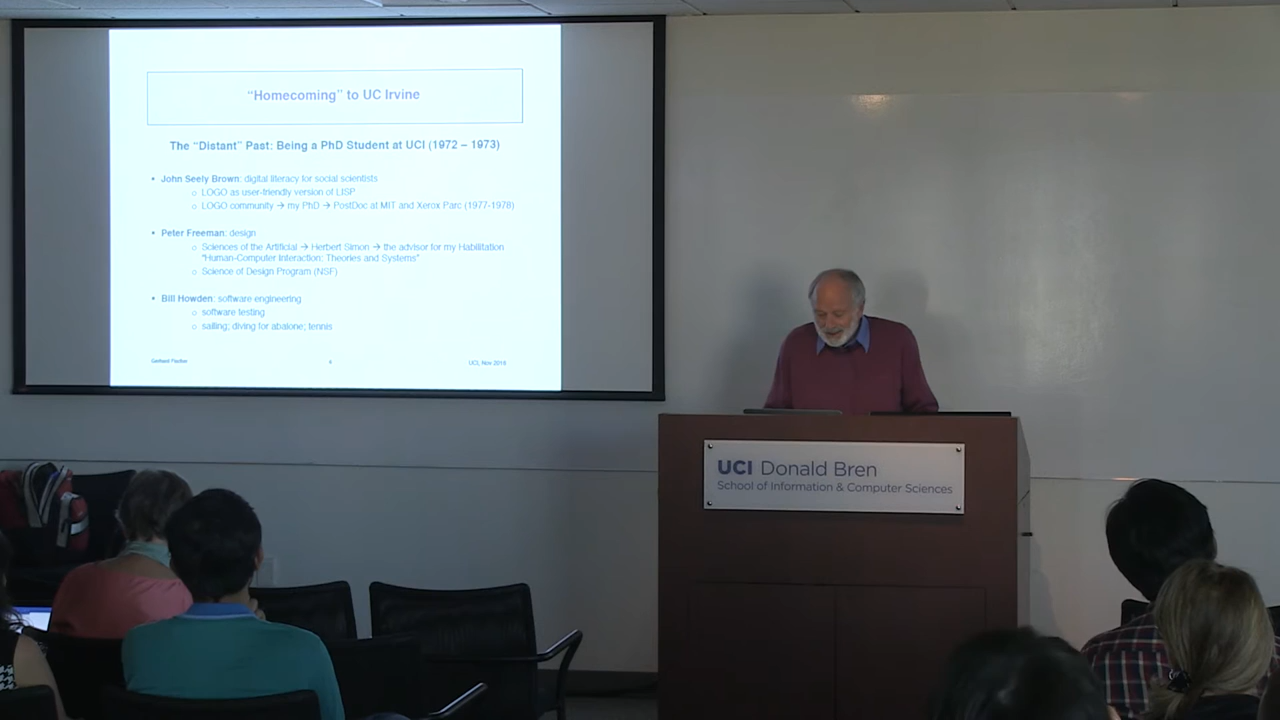 “Homecoming” to UC Irvine
The “Distant” Past: Being a PhD Student at UCI (1972 – 1973)
• John Seely Brown: digital literacy for social scientists
o LOGO as user-friendly version of LISP
o LOGO community → my PhD → PostDoc at MIT and Xerox Parc (1977-1978)
• Peter Freeman: design
o Sciences of the Artificial → Herbert Simon → the advisor for my Habilitation
“Human-Computer Interaction: Theories and Systems”
o Science of Design Program (NSF)
• Bill Howden: software engineering
o software testing
o sailing; diving for abalone; tennis
Gerhard Fischer
UCI, Nov 2016
UCI Donald Bren
School of Information & Computer Sciences